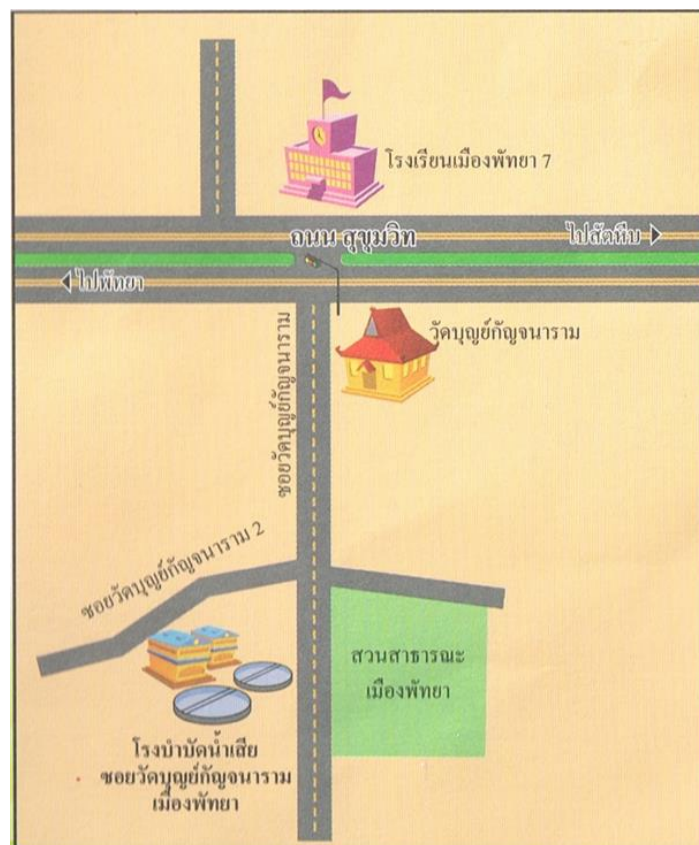 โรงเรียนเมืองพัทยา 7
ถนน สุขุมวิท
ไปสัตหีบ
ไปพัทยา
วัดบุญย์กัญจนาราม
ซอยวัดบุญย์กัญจนาราม
ซอยวัดบุญย์กัญจนาราม 2
สวนสาธารณะ
เมืองพัทยา
โรงบำบัดน้ำเสีย
ซอยวัดบุญย์กัญจนาราม
เมืองพัทยา